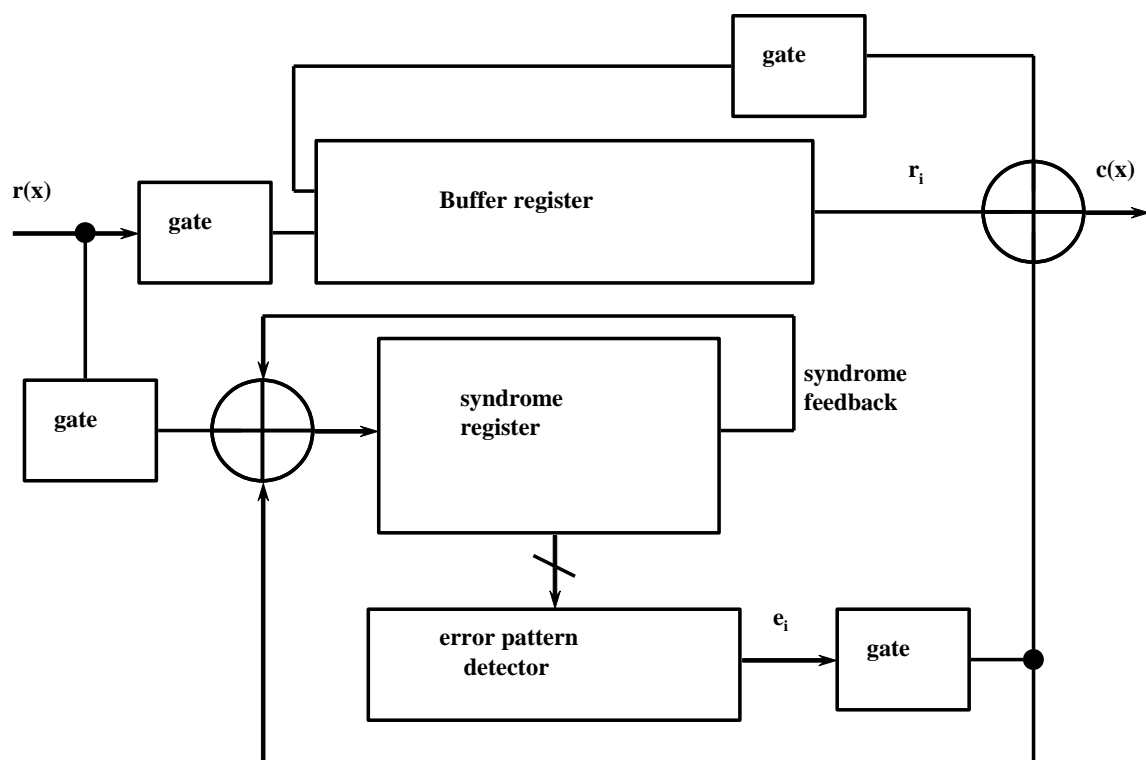 gate
r(x)
gate
Buffer register
r_i
c(x)
gate
syndrome
register
syndrome
feedback
error pattern
detector
e_i
gate